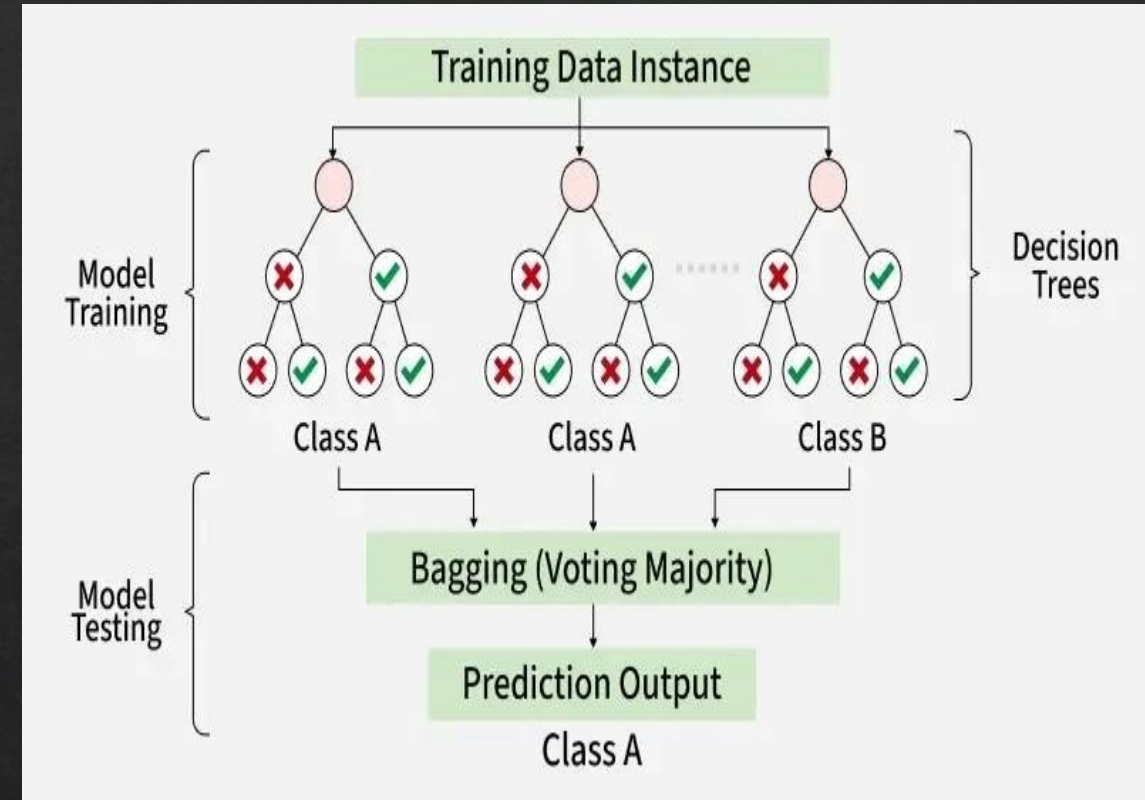 Training Data Instance
Model
Training
Decision
Trees
Class A
Class A
Class B
Bagging (Voting Majority)
Model
Testing
Prediction Output
Class A